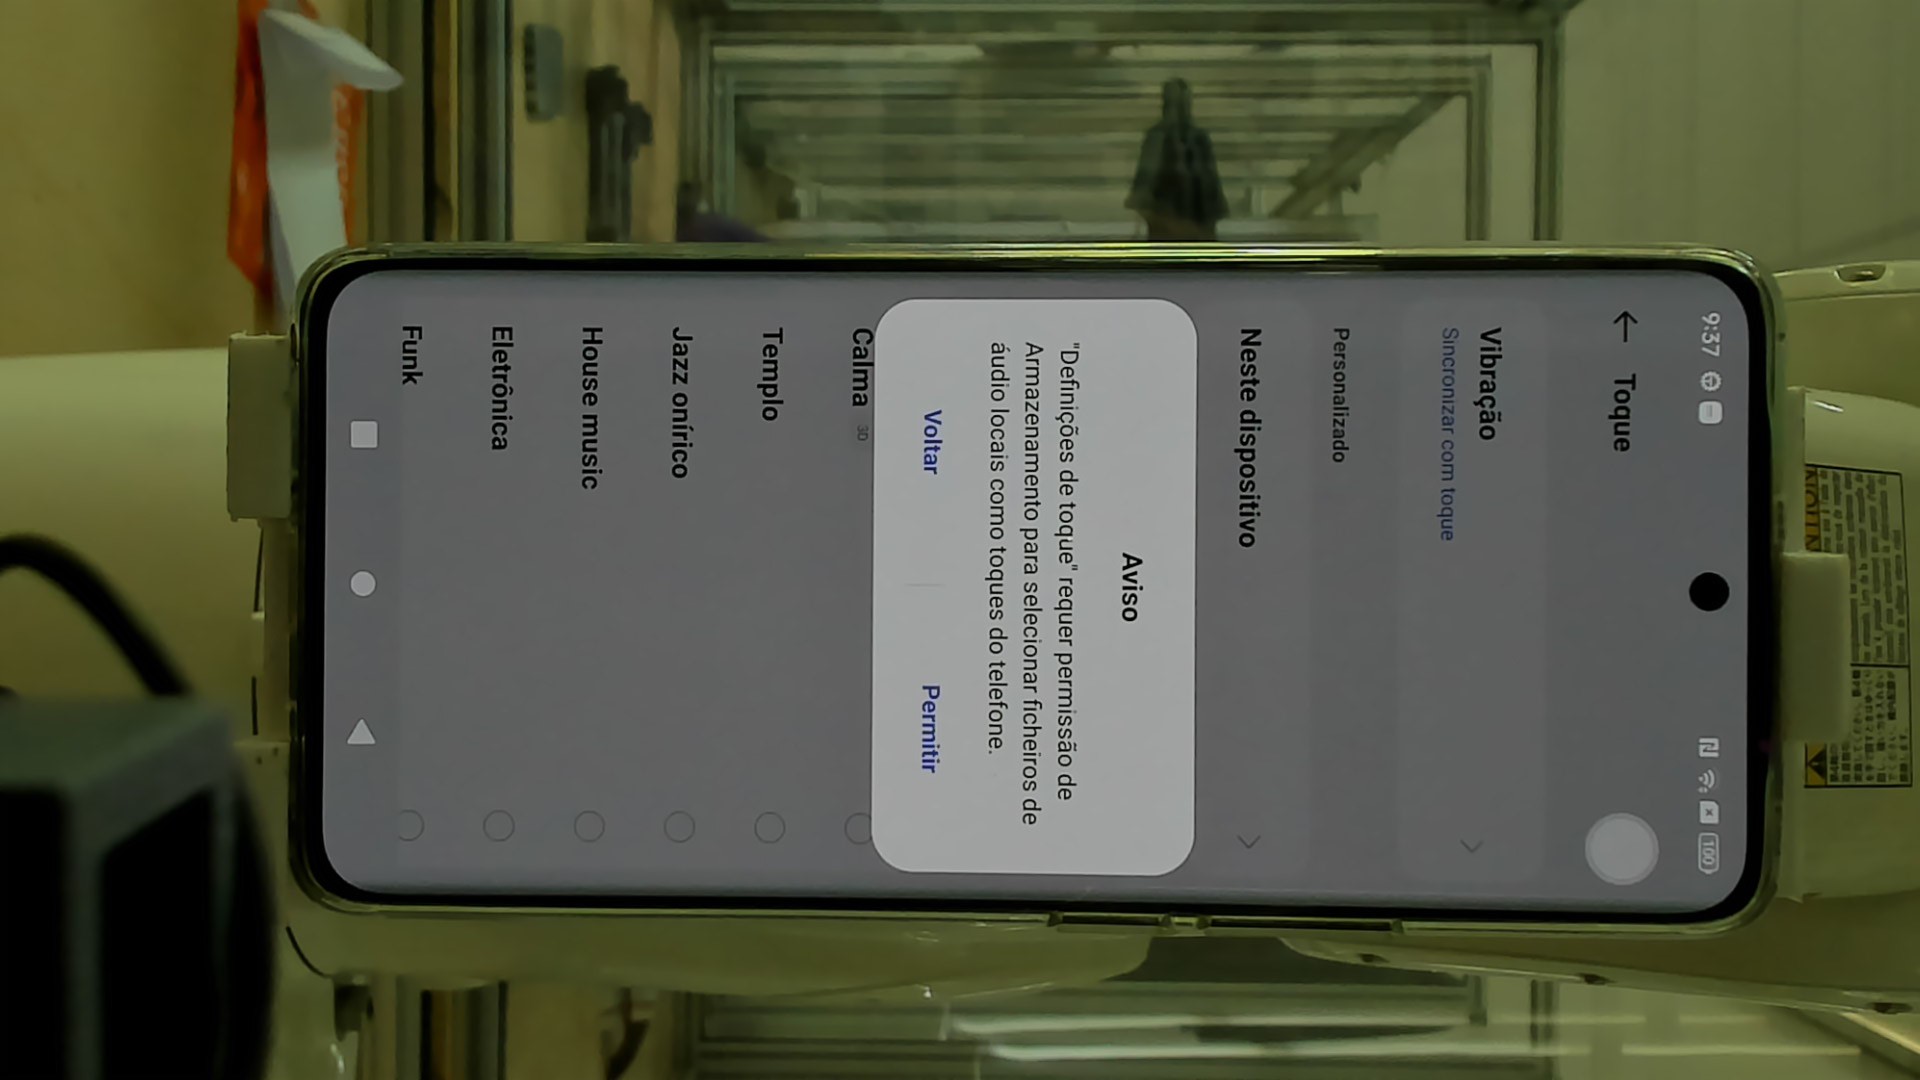 9:37
100
Toque
Vibração
Sincronizar com toque
Personalizado
Neste dispositivo
Aviso
"Definições de toque" requer permissão de
Armazenamento para selecionar ficheiros de
áudio locais como toques do telefone.
Voltar
Permitir
Calma 3D
Templo
Jazz onírico
House music
Eletrônica
Funk